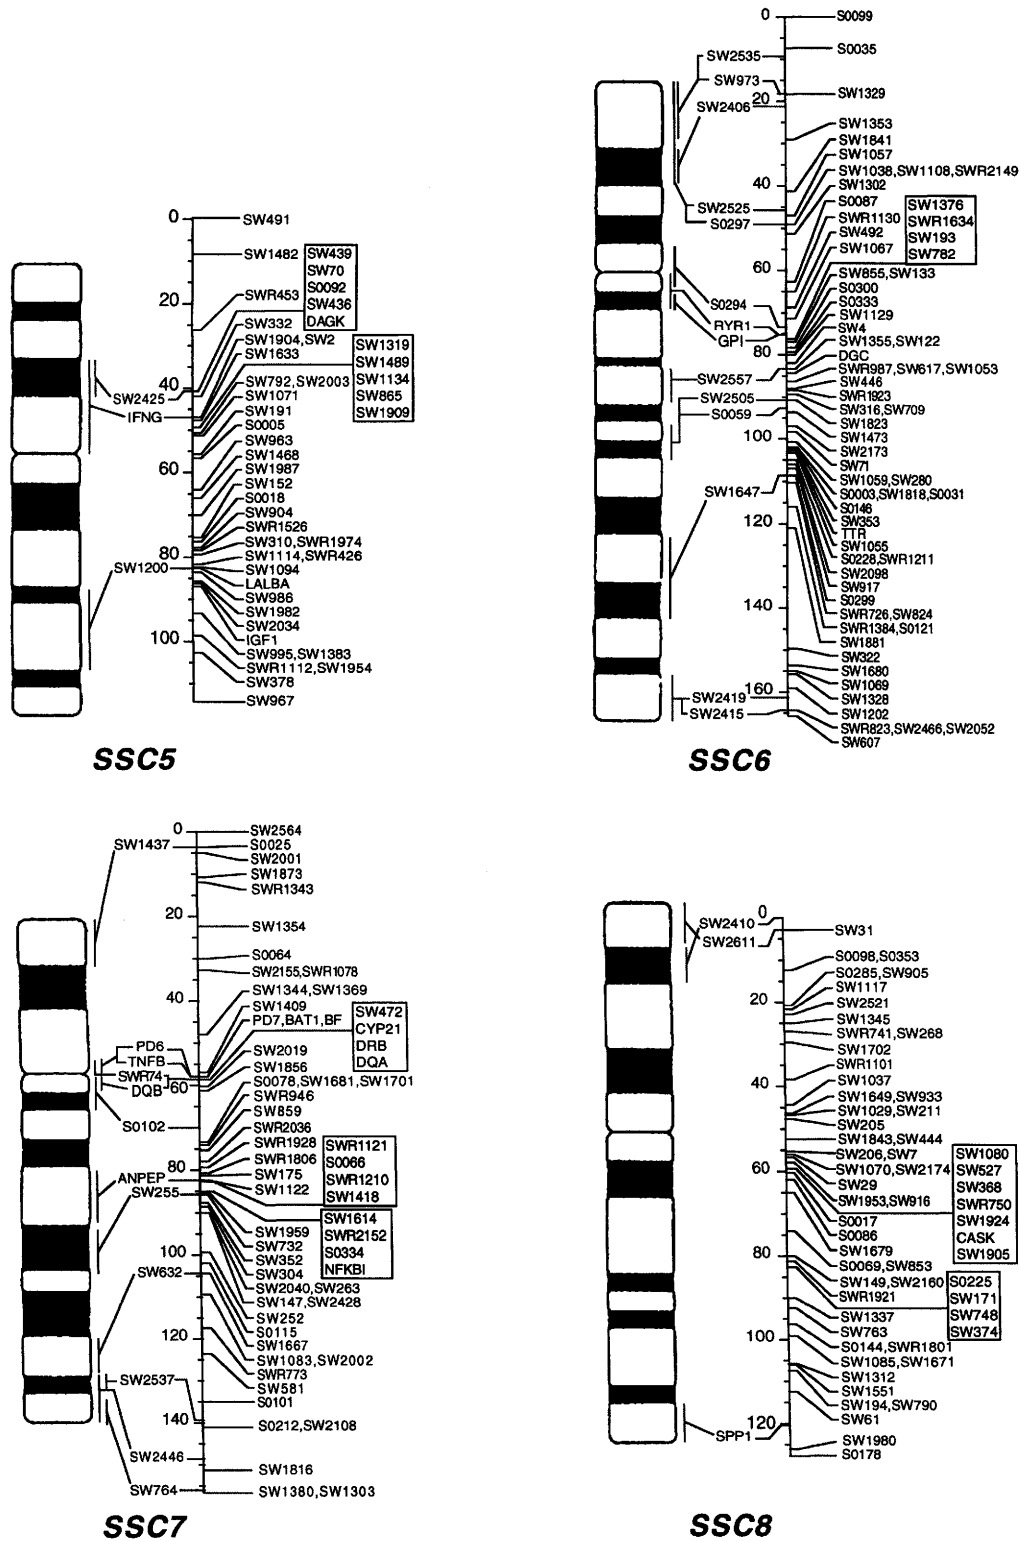 0
SW491
SW1482
SW439
SW70
S0092
SW436
DAGK
20
SWR453
SW332
SW1904,SW2
SW1633
SW1319
SW1489
SW1134
SW865
SW1909
40
SW2425
IFNG
SW792,SW2003
SW1071
SW191
S0005
SW963
SW1468
60
SW1987
SW152
S0018
SW904
SWR1526
SW310,SWR1974
80
SW1114,SWR426
SW1200
SW1094
LALBA
SW986
SW1982
SW2034
100
IGF1
SW995,SW1383
SWR1112,SW1954
SW378
SW967
SSC5
0
S0099
S0035
SW2535
SW973
SW1329
20
SW2406
SW1353
SW1841
SW1057
SW1038,SW1108,SWR2149
40
SW1302
S0087
SW1376
SWR1634
SW193
SW782
SW2525
S0297
SWR1130
SW492
SW1067
60
SW855,SW133
S0300
S0294
S0333
SW1129
RYR1
SW4
GPI
SW1355,SW122
80
DGC
SWR987,SW617,SW1053
SW2557
SW446
SW2505
SWR1923
S0059
SW316,SW709
SW1823
100
SW1473
SW2173
SW71
SW1059,SW280
SW1647
S0003,SW1818,S0031
S0146
120
SW353
TTR
SW1055
S0228,SWR1211
SW2098
SW917
S0299
140
SWR726,SW824
SWR1384,S0121
SW1881
SW322
SW1680
SW1069
160
SW2419
SW1328
SW2415
SW1202
SWR823,SW2466,SW2052
SW607
SSC6
0
SW2564
SW1437
S0025
SW2001
SW1873
SWR1343
20
SW1354
S0064
SW2155,SWR1078
SW1344,SW1369
40
SW1409
PD7,BAT1,BF
SW472
CYP21
DRB
DQA
PD6
TNFB
SWR74
DQB
60
SW2019
SW1856
S0078,SW1681,SW1701
SWR946
SW859
S0102
SWR2036
SWR1928
SWR1806
SWR1121
S0066
SWR1210
SW1418
80
ANPEP
SW175
SW255
SW1122
SW1614
SWR2152
S0334
NFKBI
SW1959
SW732
100
SW352
SW632
SW304
SW2040,SW263
SW147,SW2428
SW252
S0115
120
SW1667
SW1083,SW2002
SWR773
SW2537
SW581
S0101
140
S0212,SW2108
SW2446
SW1816
SW764
SW1380,SW1303
SSC7
0
SW2410
SW2611
SW31
S0098,S0353
S0285,SW905
SW1117
20
SW2521
SW1345
SWR741,SW268
SW1702
SWR1101
40
SW1037
SW1649,SW933
SW1029,SW211
SW205
SW1843,SW444
SW206,SW7
60
SW1070,SW2174
SW29
SW1953,SW916
SW1080
SW527
SW368
SWR750
SW1924
CASK
SW1905
S0017
S0086
SW1679
80
S0069,SW853
SW149,SW2160
SWR1921
S0225
SW171
SW748
SW374
SW1337
SW763
100
S0144,SWR1801
SW1085,SW1671
SW1312
SW1551
SW194,SW790
SW61
120
SPP1
SW1980
S0178
SSC8